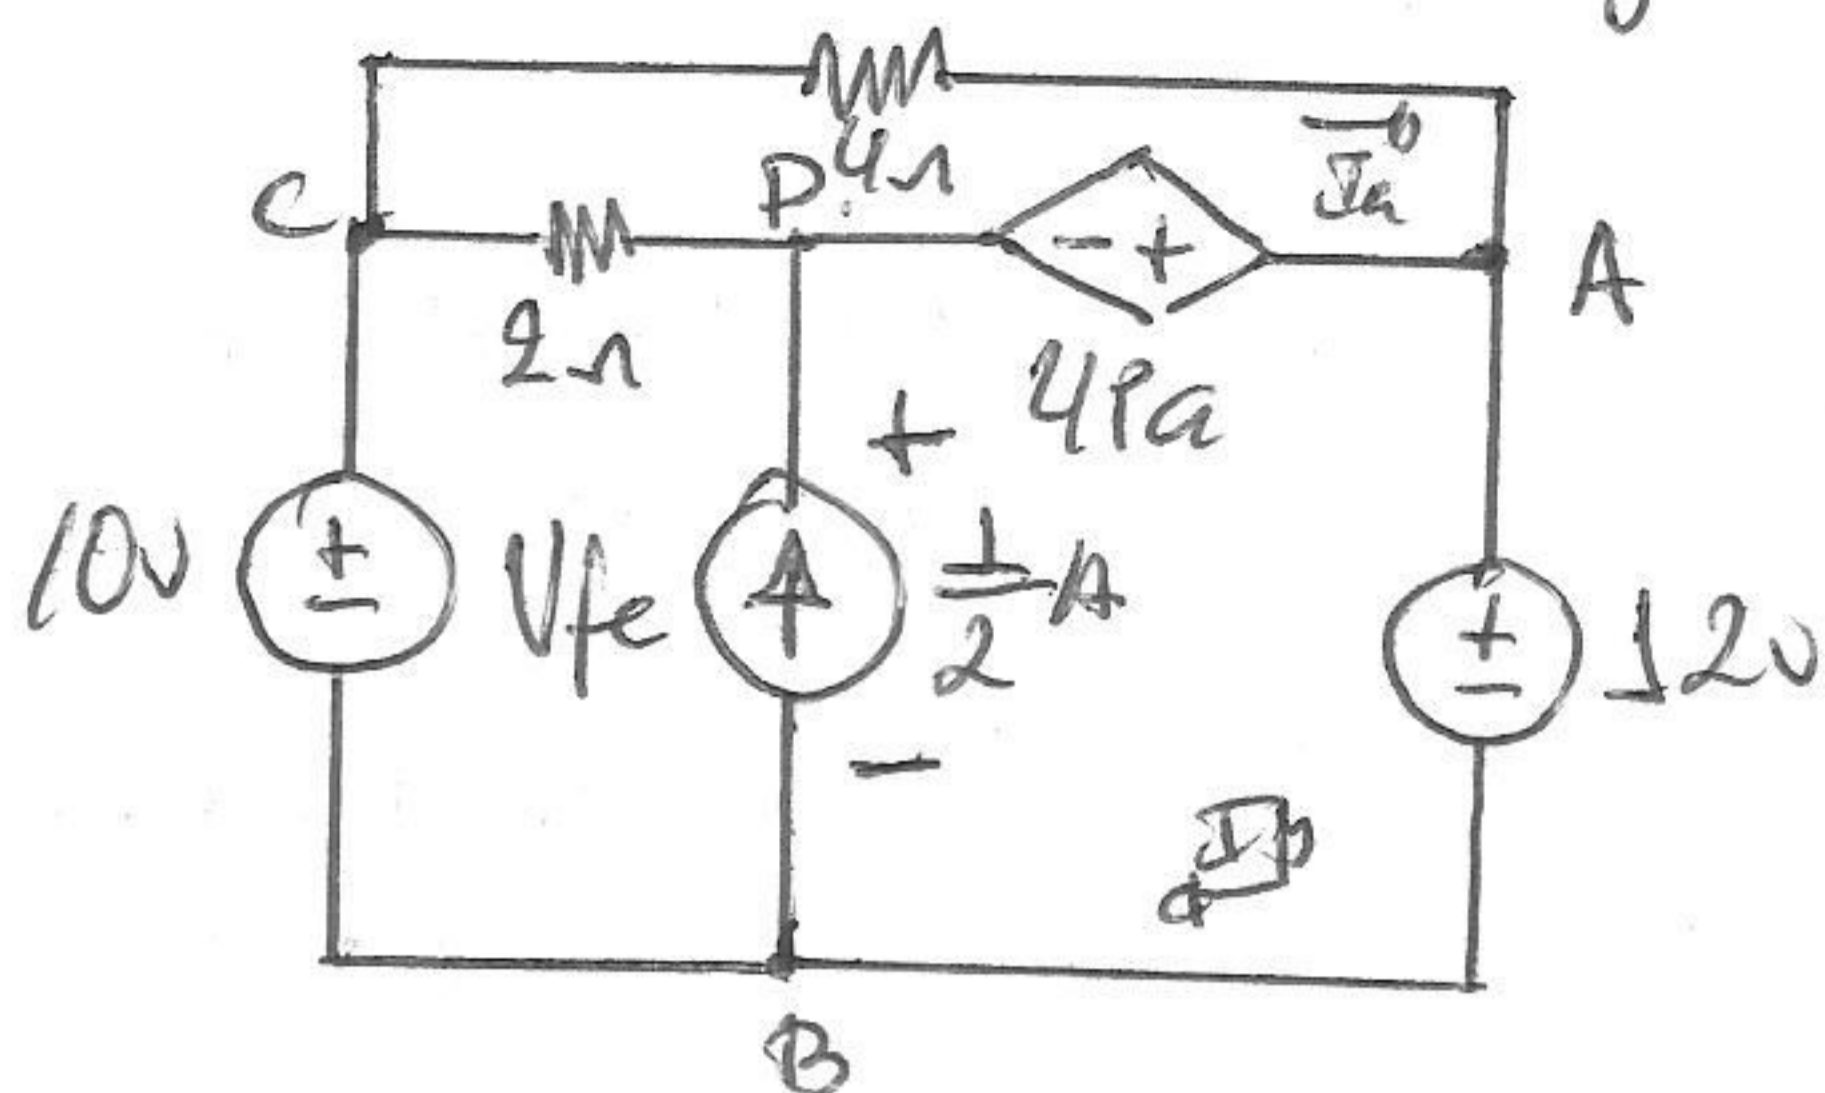 4Ω
Ia
C
D
A
- +
2Ω
4Ia
+
10v
+
-
Vfe
1/2 A
+
-
12v
-
Ib
B